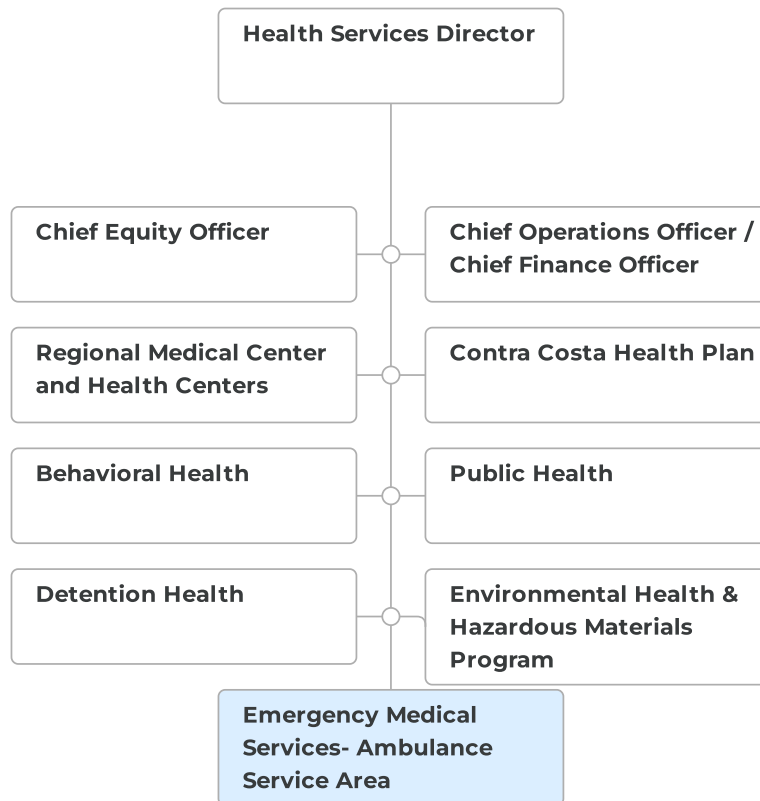 Health Services Director
Chief Equity Officer
Chief Operations Officer /
Chief Finance Officer
Regional Medical Center
and Health Centers
Contra Costa Health Plan
Behavioral Health
Public Health
Detention Health
Environmental Health &
Hazardous Materials
Program
Emergency Medical
Services- Ambulance
Service Area